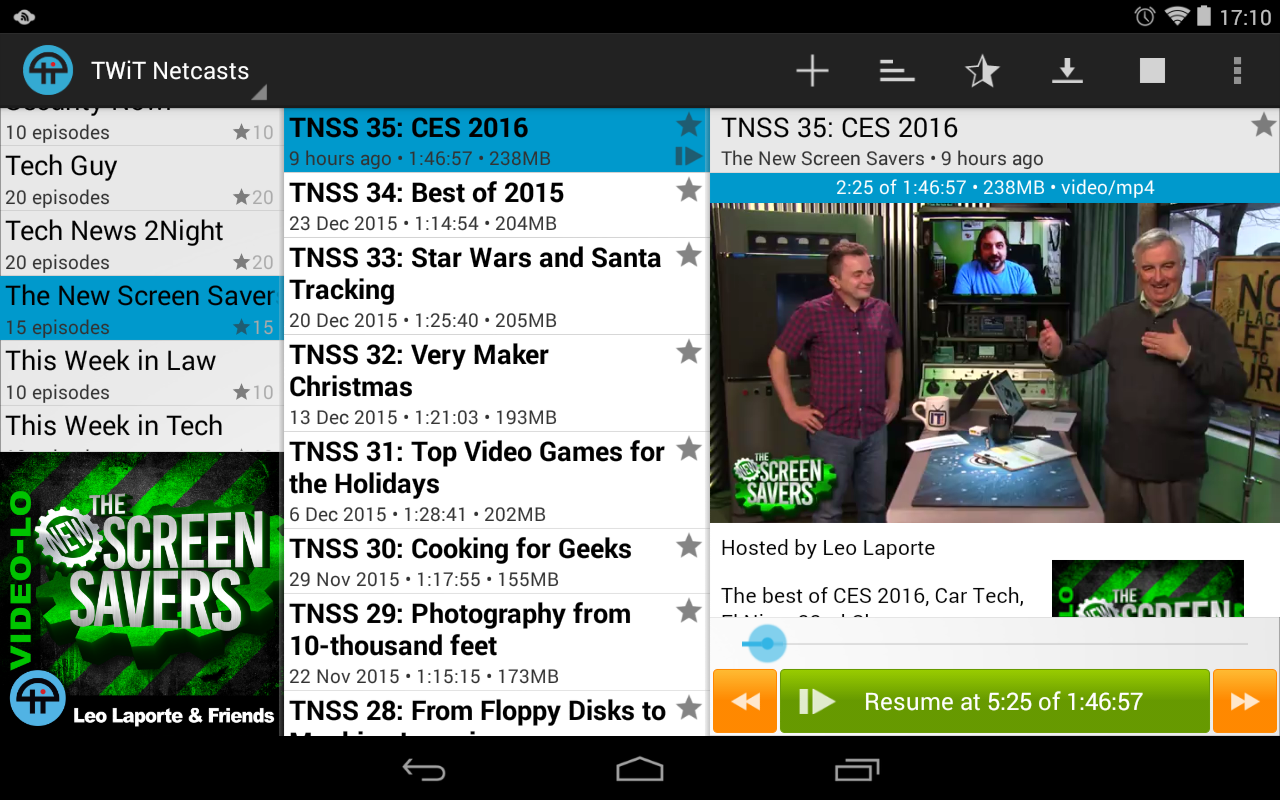 17:10
TWiT Netcasts
Security Now
10 episodes
10
Tech Guy
20 episodes
20
Tech News 2Night
20 episodes
20
The New Screen Saver
15 episodes
15
This Week in Law
10 episodes
10
This Week in Tech
VIDEO-LO
THE
NEW
SCREEN
SAVERS
Leo Laporte & Friends
TNSS 35: CES 2016
9 hours ago • 1:46:57 • 238MB
TNSS 34: Best of 2015
23 Dec 2015 • 1:14:54 • 204MB
TNSS 33: Star Wars and Santa
Tracking
20 Dec 2015 • 1:25:40 • 205MB
TNSS 32: Very Maker
Christmas
13 Dec 2015 • 1:21:03 • 193MB
TNSS 31: Top Video Games for
the Holidays
6 Dec 2015 • 1:28:41 • 202MB
TNSS 30: Cooking for Geeks
29 Nov 2015 • 1:17:55 • 155MB
TNSS 29: Photography from
10-thousand feet
22 Nov 2015 • 1:15:15 • 173MB
TNSS 28: From Floppy Disks to
TNSS 35: CES 2016
The New Screen Savers • 9 hours ago
2:25 of 1:46:57 • 238MB • video/mp4
NO
PLACE
LEFT
TO
THE
NEW
SCREEN
SAVERS
Hosted by Leo Laporte
The best of CES 2016, Car Tech,
THE
SCREEN
Resume at 5:25 of 1:46:57